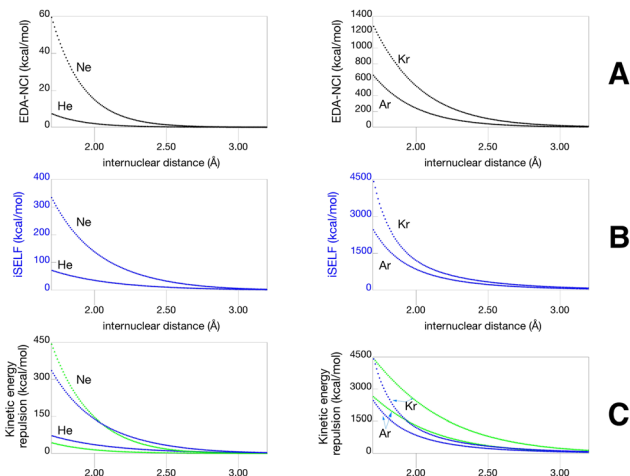 60
40
20
0
EDA-NCI (kcal/mol)
Ne
He
2.00
2.50
3.00
internuclear distance (Å)
1400
1200
1000
800
600
400
200
0
EDA-NCI (kcal/mol)
Kr
Ar
2.00
2.50
3.00
internuclear distance (Å)
A
400
300
200
100
0
iSELF (kcal/mol)
Ne
He
2.00
2.50
3.00
internuclear distance (Å)
4500
3000
1500
0
iSELF (kcal/mol)
Kr
Ar
2.00
2.50
3.00
internuclear distance (Å)
B
450
300
150
0
Kinetic energy
repulsion (kcal/mol)
Ne
He
2.00
2.50
3.00
4500
3000
1500
0
Kinetic energy
repulsion (kcal/mol)
Kr
Ar
2.00
2.50
3.00
C